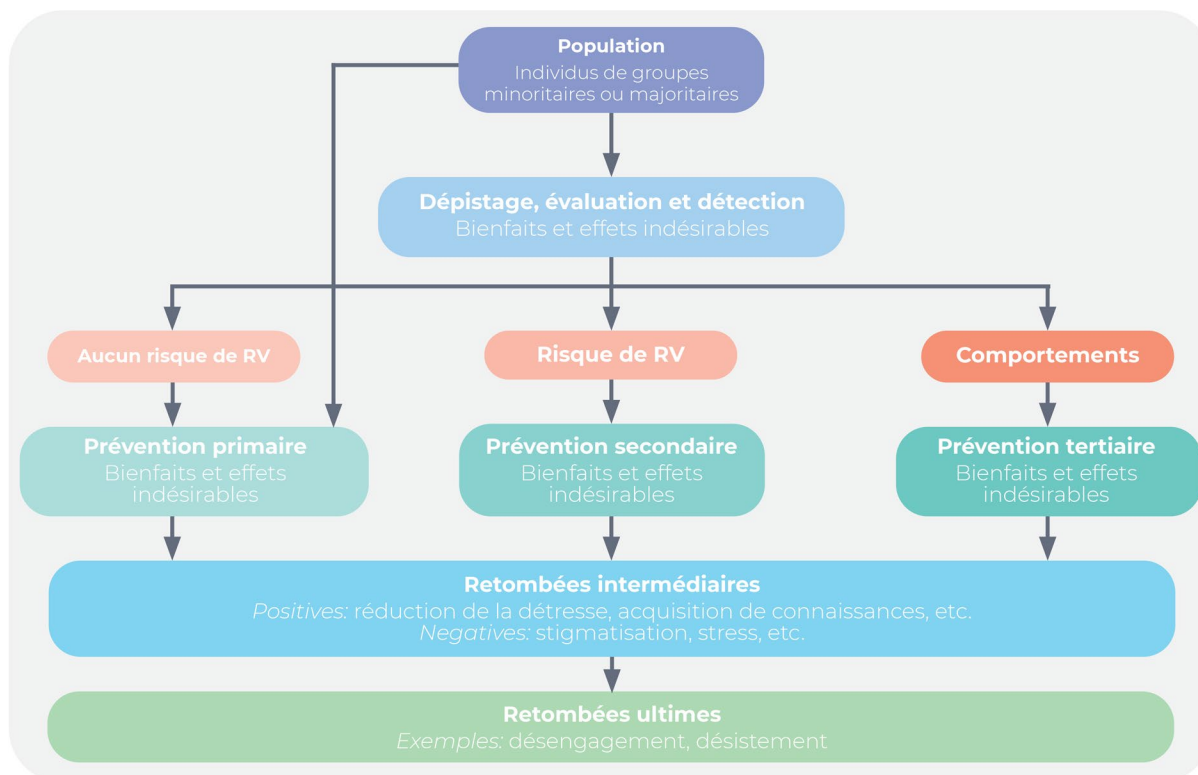 Population
Individus de groupes
minoritaires ou majoritaires
Dépistage, évaluation et détection
Bienfaits et effets indésirables
Aucun risque de RV
Risque de RV
Comportements
Prévention primaire
Bienfaits et effets
indésirables
Prévention secondaire
Bienfaits et effets
indésirables
Prévention tertiaire
Bienfaits et effets
indésirables
Retombées intermédiaires
Positives: réduction de la détresse, acquisition de connaissances, etc.
Negatives: stigmatisation, stress, etc.
Retombées ultimes
Exemples: désengagement, désistement